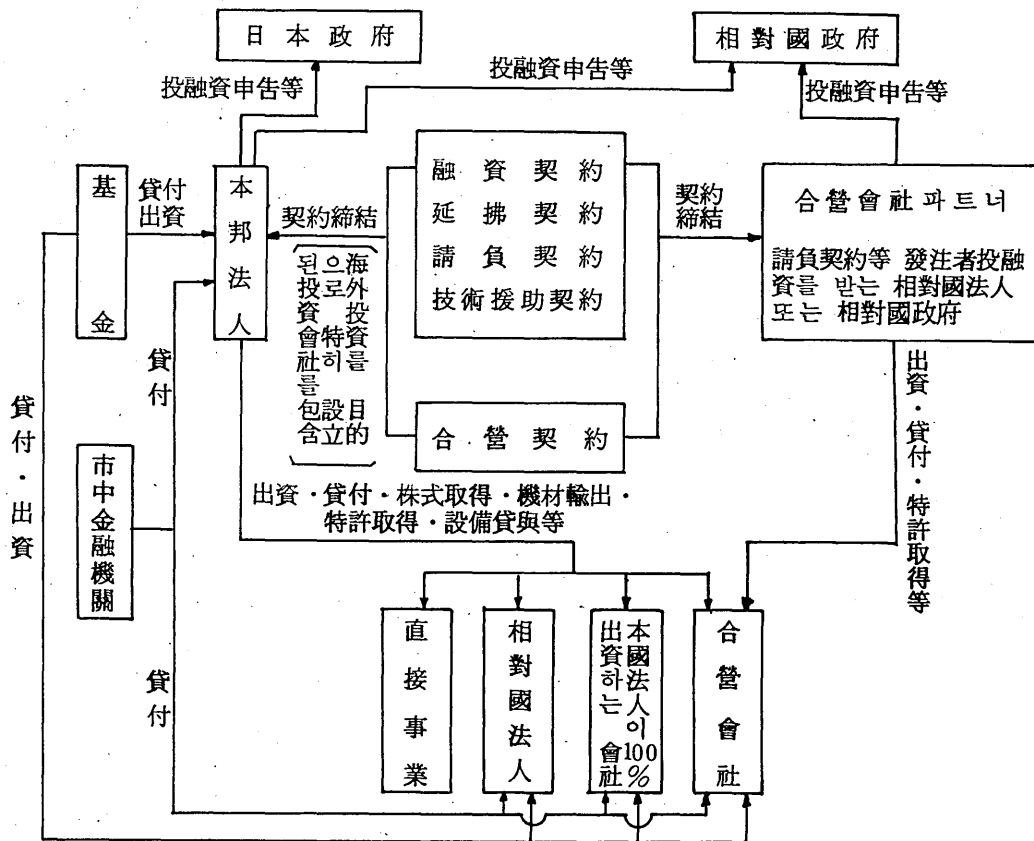 日本政府
相對國政府
投融資申告等
投融資申告等
投融資申告等
基金
貸付
出資
本邦法人
契約締結
海外投資를 目的
으로 特히 設立
된 投資會社를 包含
融資契約
延拂契約
請負契約
技術援助契約
合營契約
契約
締結
合營會社파트너
請負契約等 發注者投融
資를 받는 相對國法人
또는 相對國政府
貸付
貸付・出資
市中金融機關
出資・貸付・株式取得・機材輸出・
特許取得・設備貸與等
出資・貸付・特許取得等
貸付
直接事業
相對國法人
本國法人이100%
出資하는 會社
合營會社